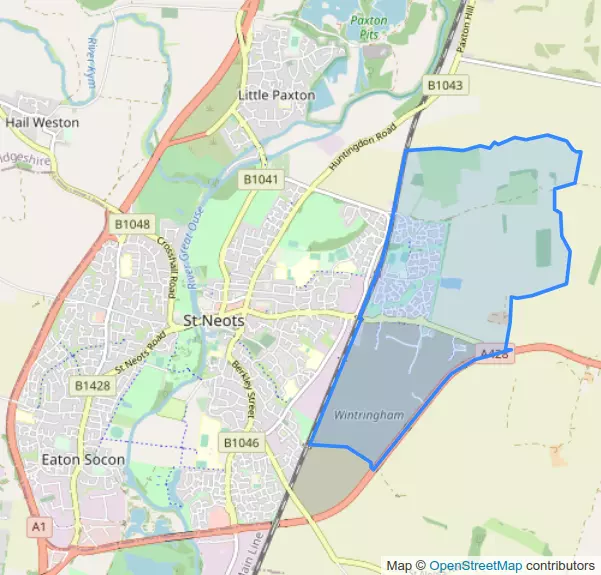 Paxton
Pits
Paxton Hill
River Kym
Little Paxton
B1043
Hail Weston
Huntingdon Road
dgeshire
B1041
B1048
River Great Ouse
Crosshall Road
St Neots
St Neots Road
A428
Berkley Street
B1428
Wintringham
B1046
Eaton Socon
A1
Main Line
Map © OpenStreetMap contributors